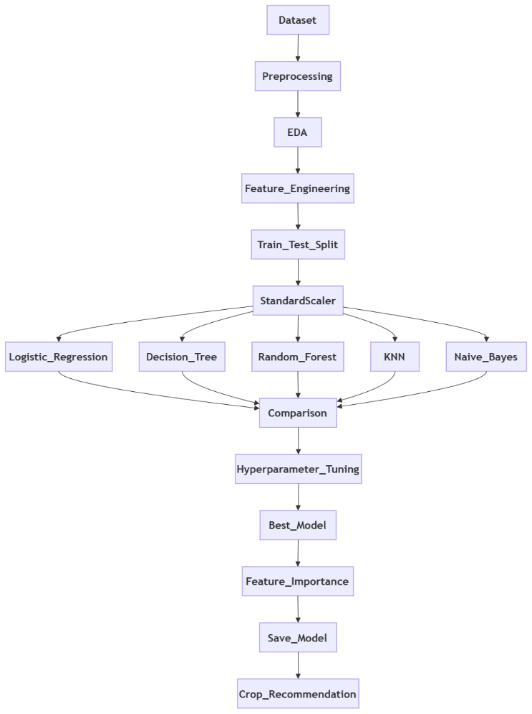 Dataset
Preprocessing
EDA
Feature_Engineering
Train_Test_Split
StandardScaler
Logistic_Regression
Decision_Tree
Random_Forest
KNN
Naive_Bayes
Comparison
Hyperparameter_Tuning
Best_Model
Feature_Importance
Save_Model
Crop_Recommendation